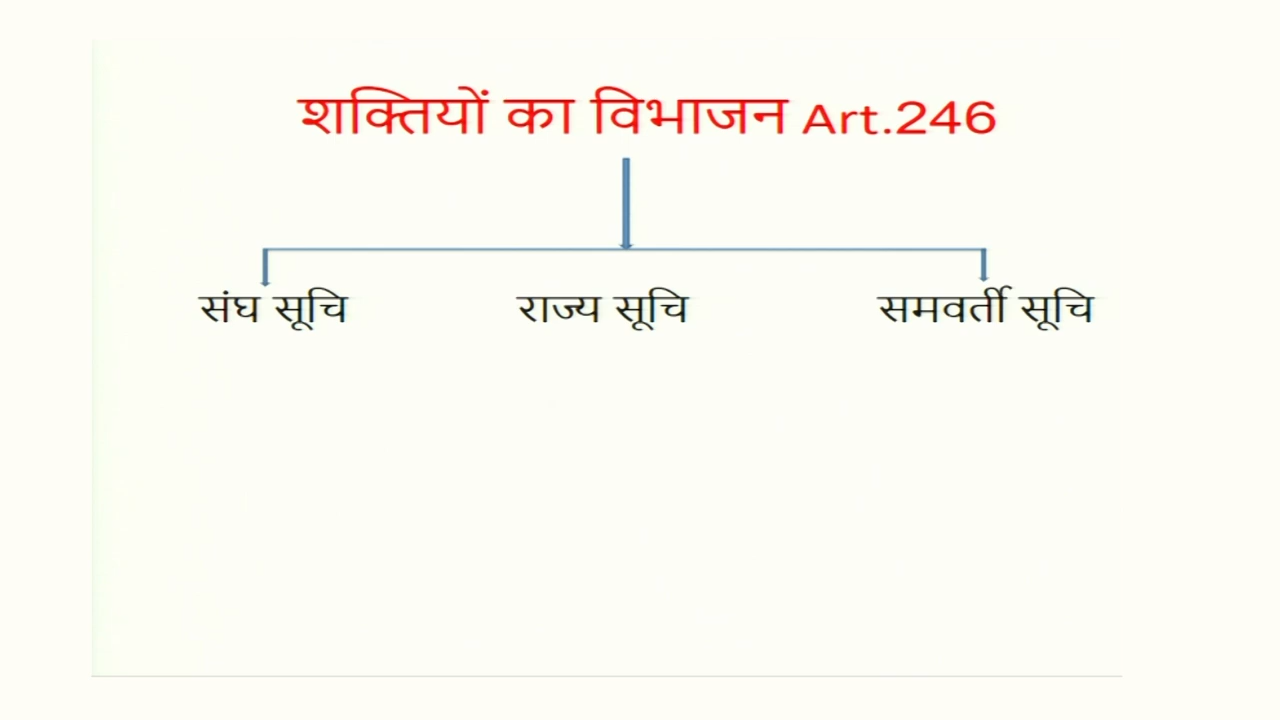 शक्तियों का विभाजन Art.246
संघ सूचि राज्य सूचि समवर्ती सूचि